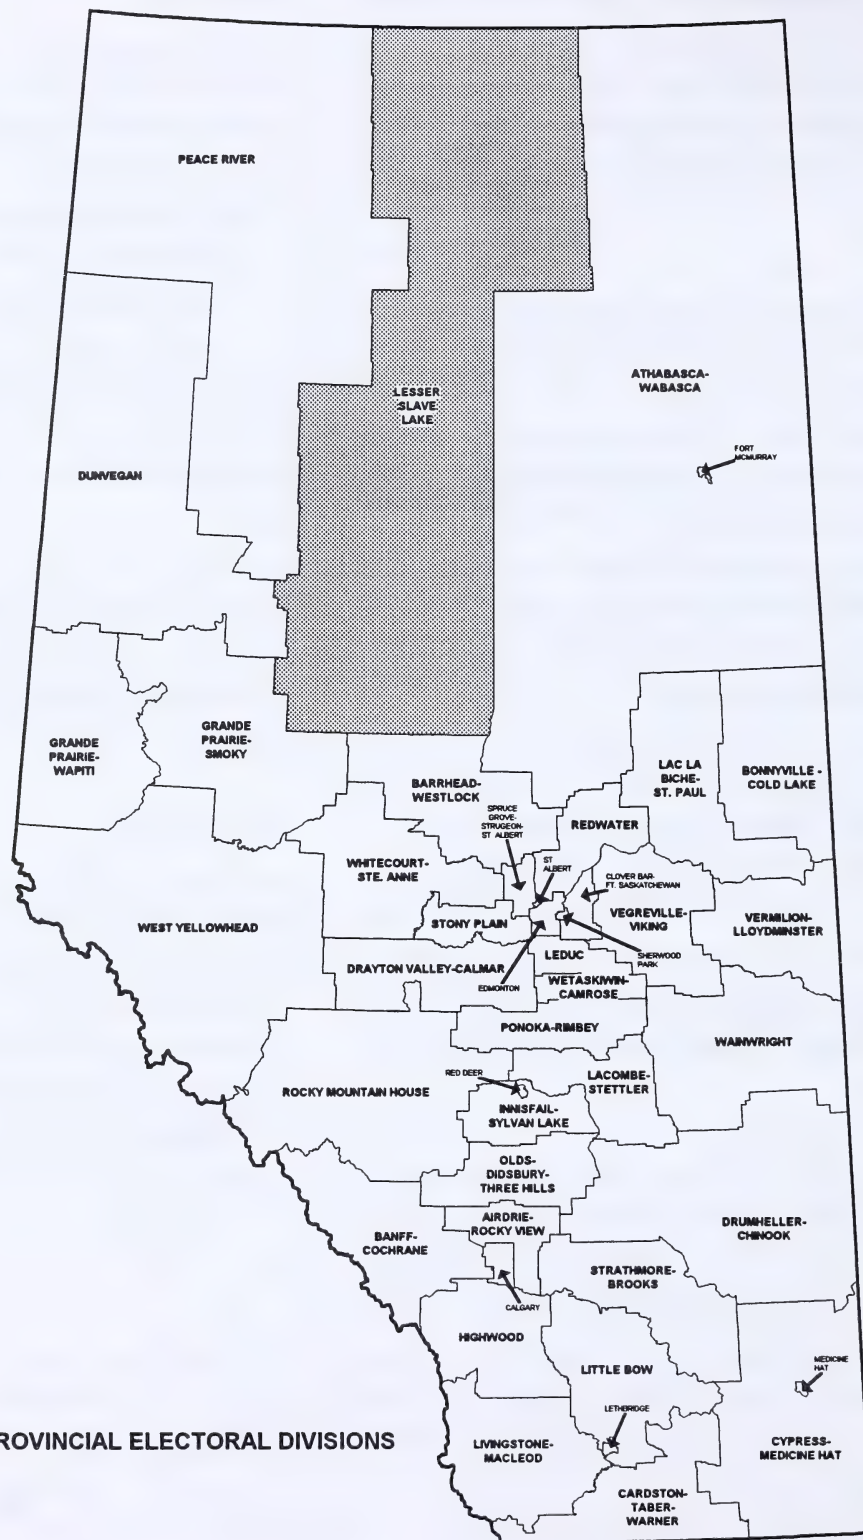 PEACE RIVER
ATHABASCA-
WABASCA
LESSER
SLAVE
LAKE
FORT
MCMURRAY
DUNVEGAN
GRANDE
PRAIRIE-
SMOKY
GRANDE
PRAIRIE-
WAPITI
LAC LA
BICHE-
ST. PAUL
BONNYVILLE -
COLD LAKE
BARRHEAD-
WESTLOCK
SPRUCE
GROVE-
STRUGEON-
ST ALBERT
REDWATER
ST
ALBERT
WHITECOURT-
STE. ANNE
CLOVER BAR-
FT. SASKATCHEWAN
VEGREVILLE-
VIKING
VERMILION-
LLOYDMINSTER
WEST YELLOWHEAD
STONY PLAIN
LEDUC
SHERWOOD
PARK
DRAYTON VALLEY-CALMAR
EDMONTON
WETASKIWIN-
CAMROSE
PONOKA-RIMBEY
WAINWRIGHT
RED DEER
LACOMBE-
STETTLER
ROCKY MOUNTAIN HOUSE
INNISFAIL-
SYLVAN LAKE
OLDS-
DIDSBURY-
THREE HILLS
AIRDRIE-
ROCKY VIEW
DRUMHELLER-
CHINOOK
BANFF-
COCHRANE
STRATHMORE-
BROOKS
CALGARY
HIGHWOOD
LITTLE BOW
MEDICINE
HAT
LETHBRIDGE
ROVINCIAL ELECTORAL DIVISIONS
LIVINGSTONE-
MACLEOD
CYPRESS-
MEDICINE HAT
CARDSTON-
TABER-
WARNER